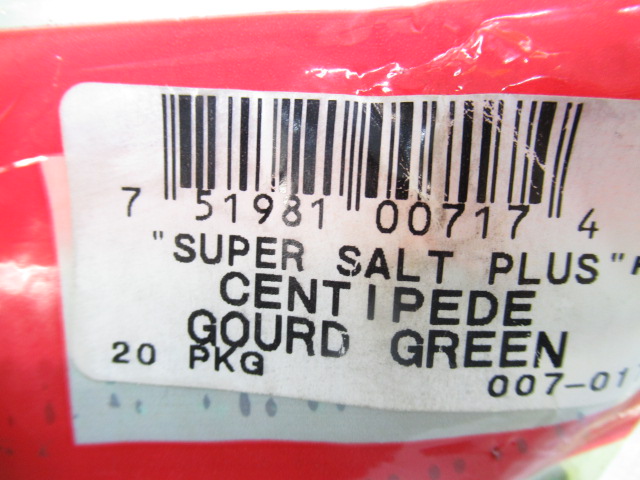 7 51981 00717 4
"SUPER SALT PLUS"
CENTIPEDE
GOURD GREEN
20 PKG
007-01